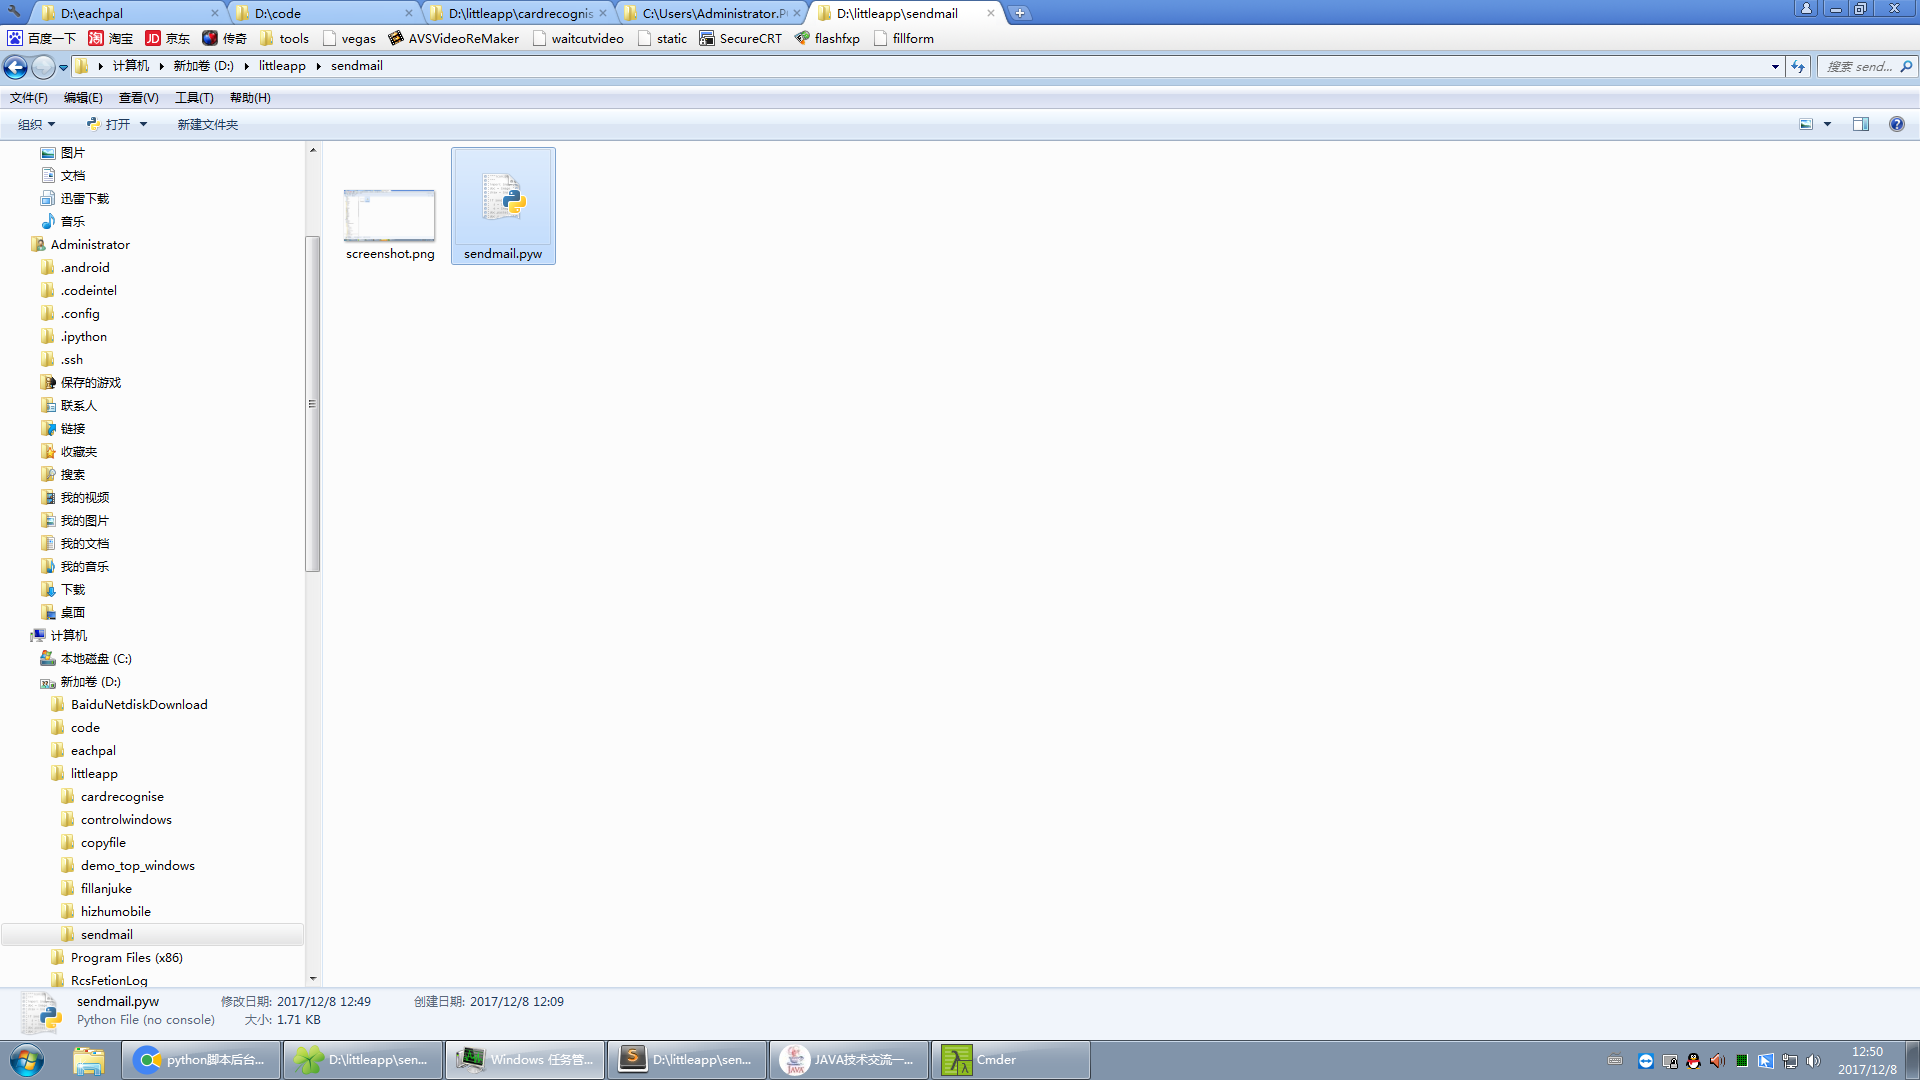 D:\eachpal
D:\code
D:\littleapp\cardrecognis
C:\Users\Administrator.P
D:\littleapp\sendmail
百度一下
淘宝
JD 京东
传奇
tools
vegas
AVSVideoReMaker
waitcutvideo
static
SecureCRT
flashfxp
fillform
计算机
新加卷 (D:)
littleapp
sendmail
搜索 send...
文件(F)
编辑(E)
查看(V)
工具(T)
帮助(H)
组织
打开
新建文件夹
图片
文档
迅雷下载
音乐
Administrator
.android
.codeintel
.config
.ipython
.ssh
保存的游戏
联系人
链接
收藏夹
搜索
我的视频
我的图片
我的文档
我的音乐
下载
桌面
计算机
本地磁盘 (C:)
新加卷 (D:)
BaiduNetdiskDownload
code
eachpal
littleapp
cardrecognise
controlwindows
copyfile
demo_top_windows
fillanjuke
hizhumobile
sendmail
Program Files (x86)
RcsFetionLog
screenshot.png
sendmail.pyw
sendmail.pyw
修改日期: 2017/12/8 12:49
创建日期: 2017/12/8 12:09
Python File (no console)
大小: 1.71 KB
python脚本后台...
D:\littleapp\sen...
Windows 任务管...
D:\littleapp\sen...
JAVA技术交流一...
Cmder
12:50
2017/12/8